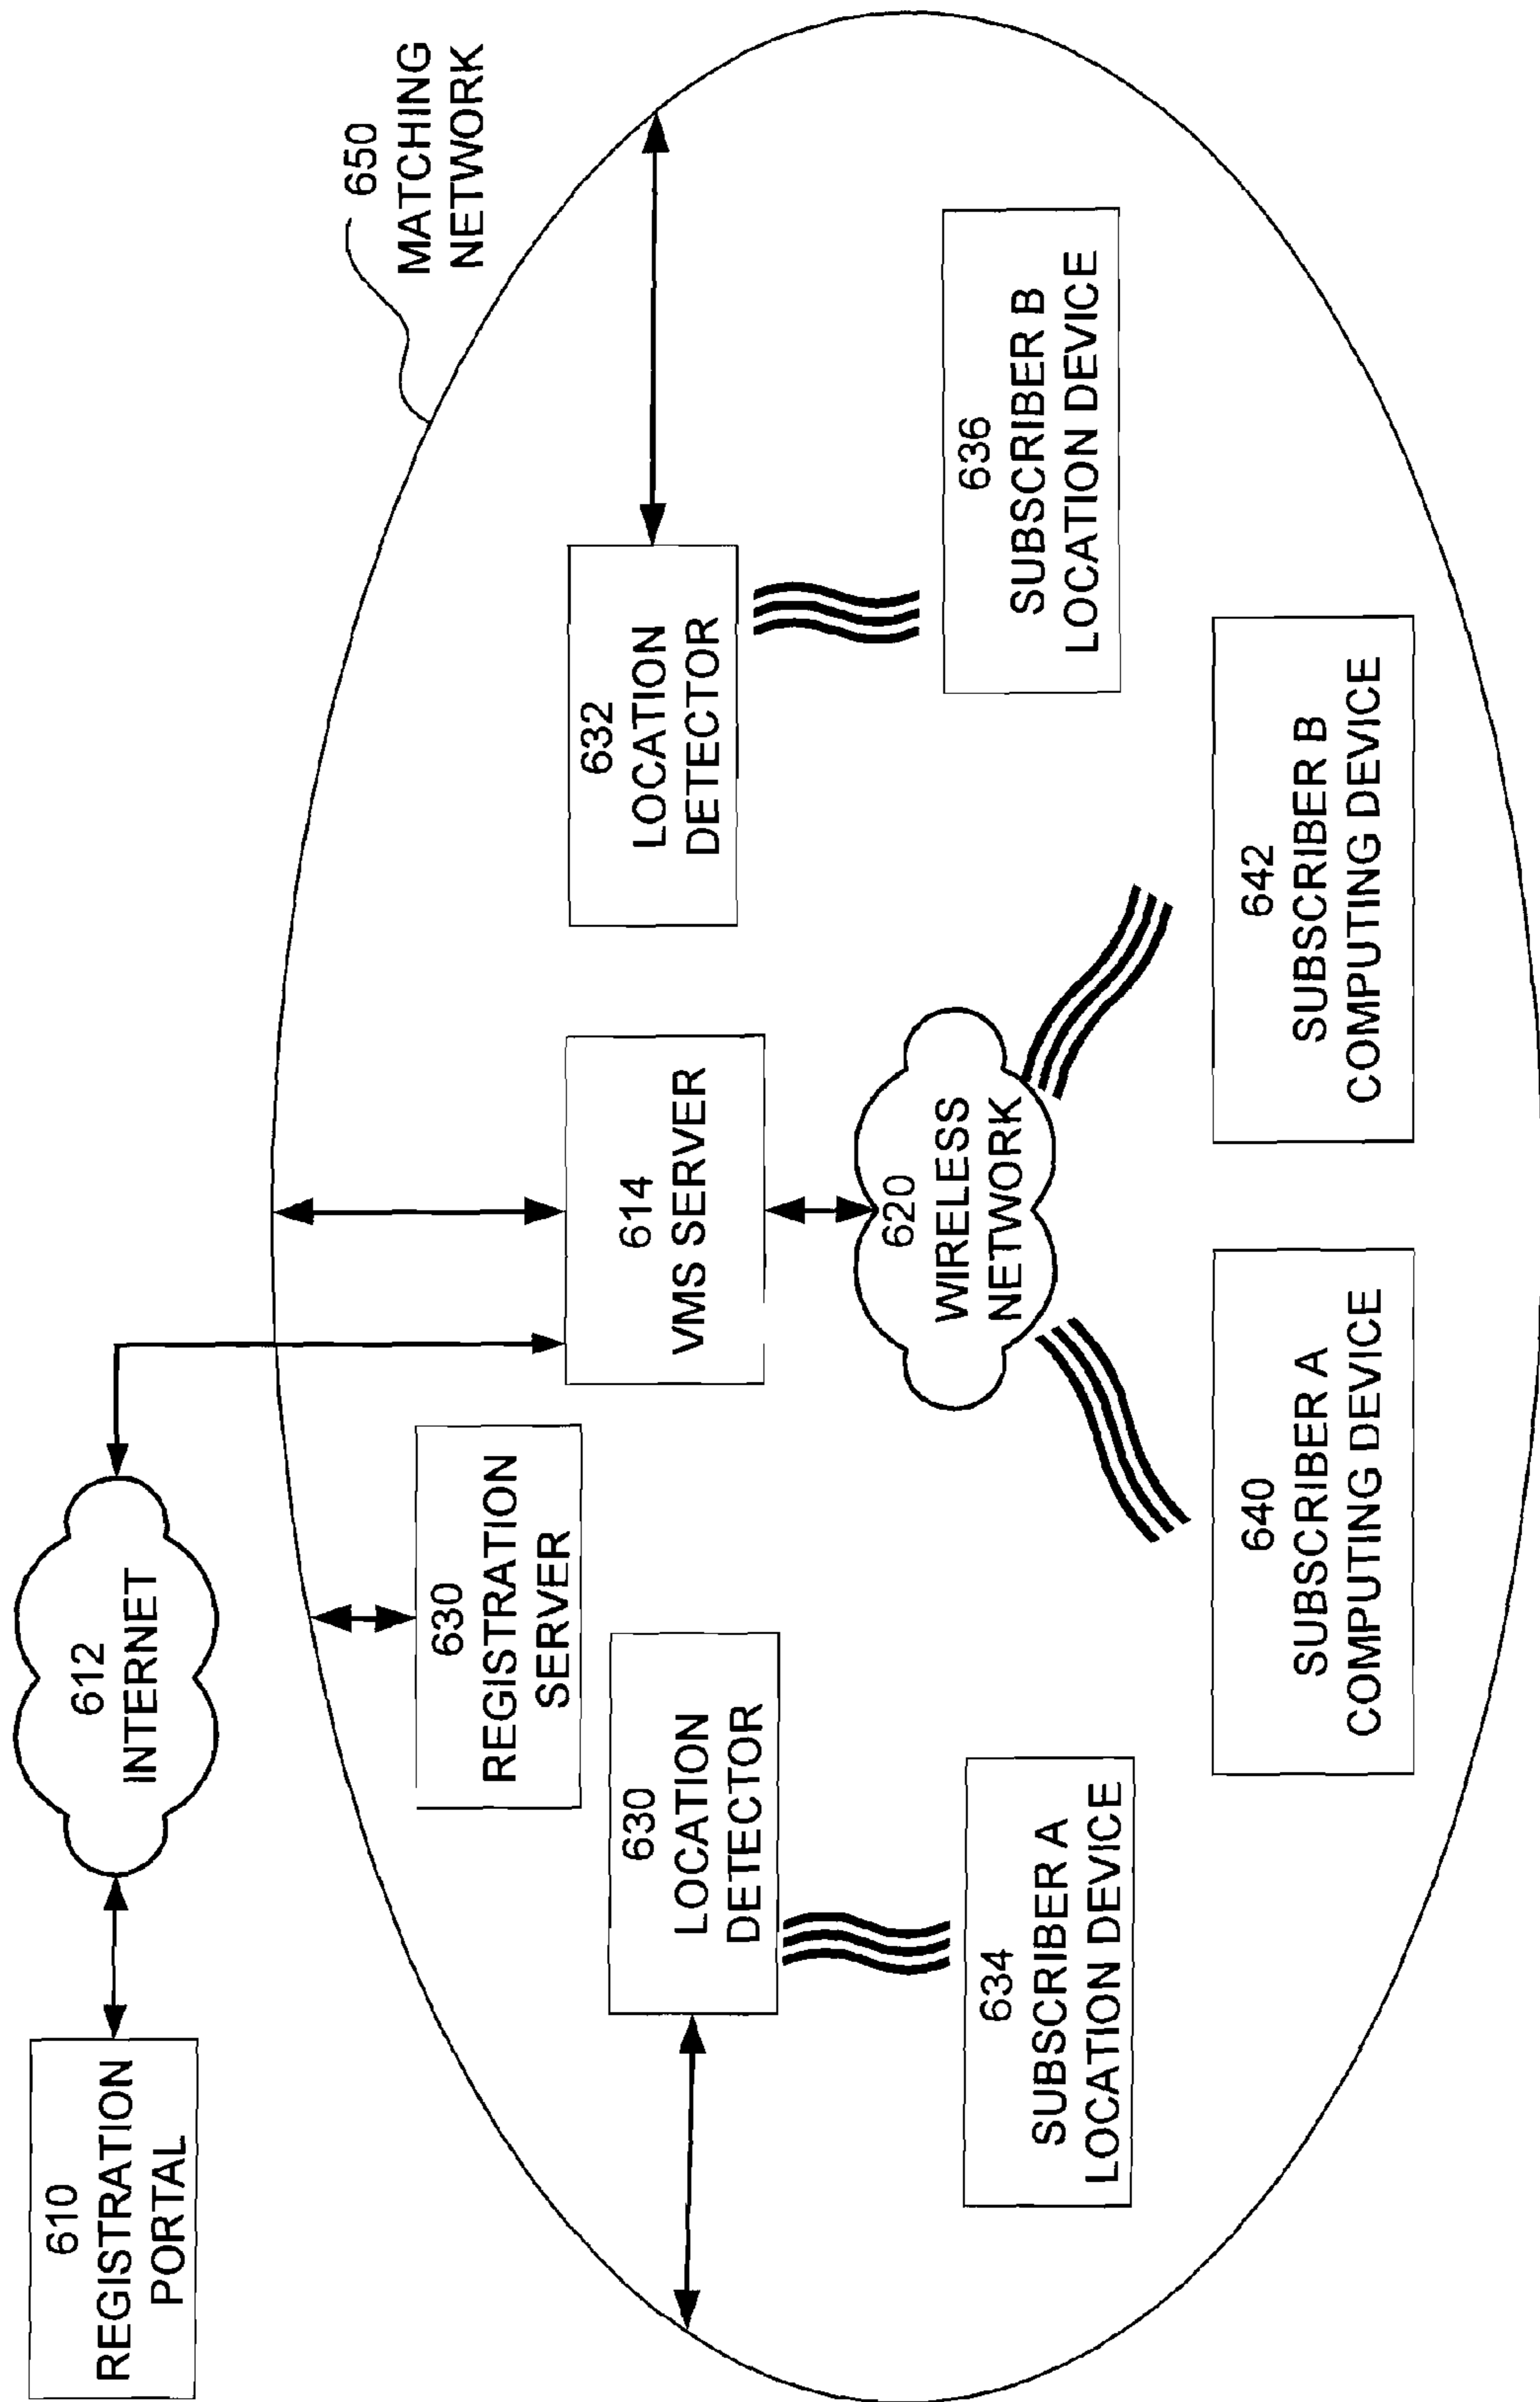 610
REGISTRATION
PORTAL
612
INTERNET
650
MATCHING
NETWORK
630
REGISTRATION
SERVER
614
VMS SERVER
632
LOCATION
DETECTOR
630
LOCATION
DETECTOR
620
WIRELESS
NETWORK
634
SUBSCRIBER A
LOCATION DEVICE
636
SUBSCRIBER B
LOCATION DEVICE
640
SUBSCRIBER A
COMPUTING DEVICE
642
SUBSCRIBER B
COMPUTING DEVICE